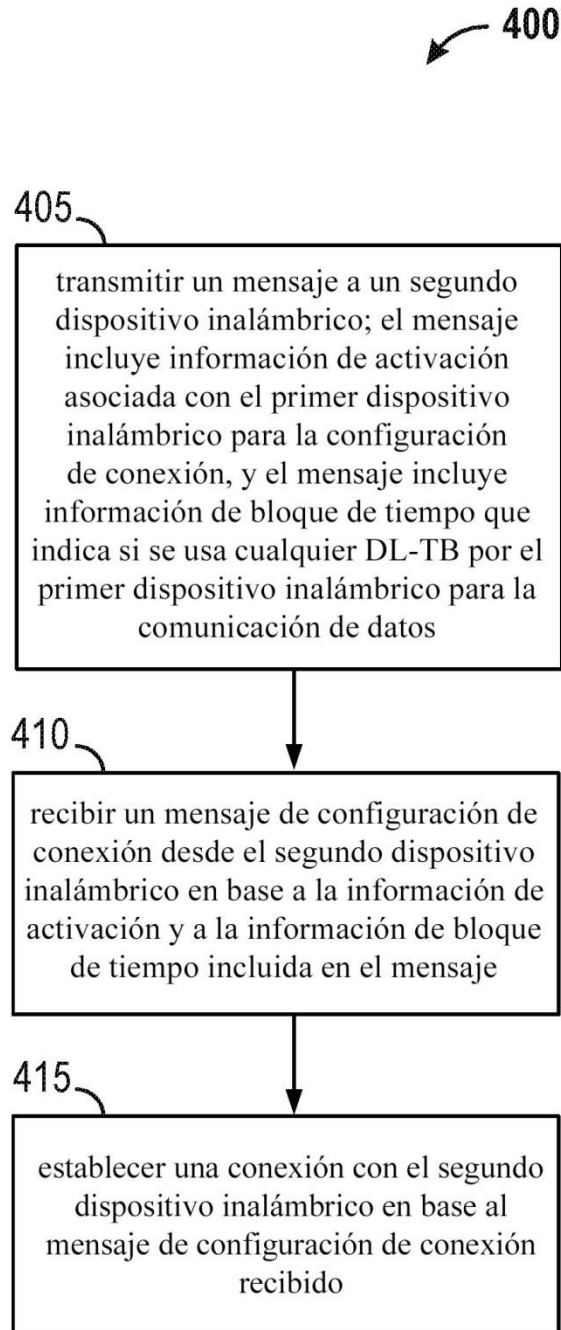 400
405
transmitir un mensaje a un segundo
dispositivo inalámbrico; el mensaje
incluye información de activación
asociada con el primer dispositivo
inalámbrico para la configuración
de conexión, y el mensaje incluye
información de bloque de tiempo que
indica si se usa cualquier DL-TB por el
primer dispositivo inalámbrico para la
comunicación de datos
410
recibir un mensaje de configuración de
conexión desde el segundo dispositivo
inalámbrico en base a la información de
activación y a la información de bloque
de tiempo incluida en el mensaje
415
establecer una conexión con el segundo
dispositivo inalámbrico en base al
mensaje de configuración de conexión
recibido